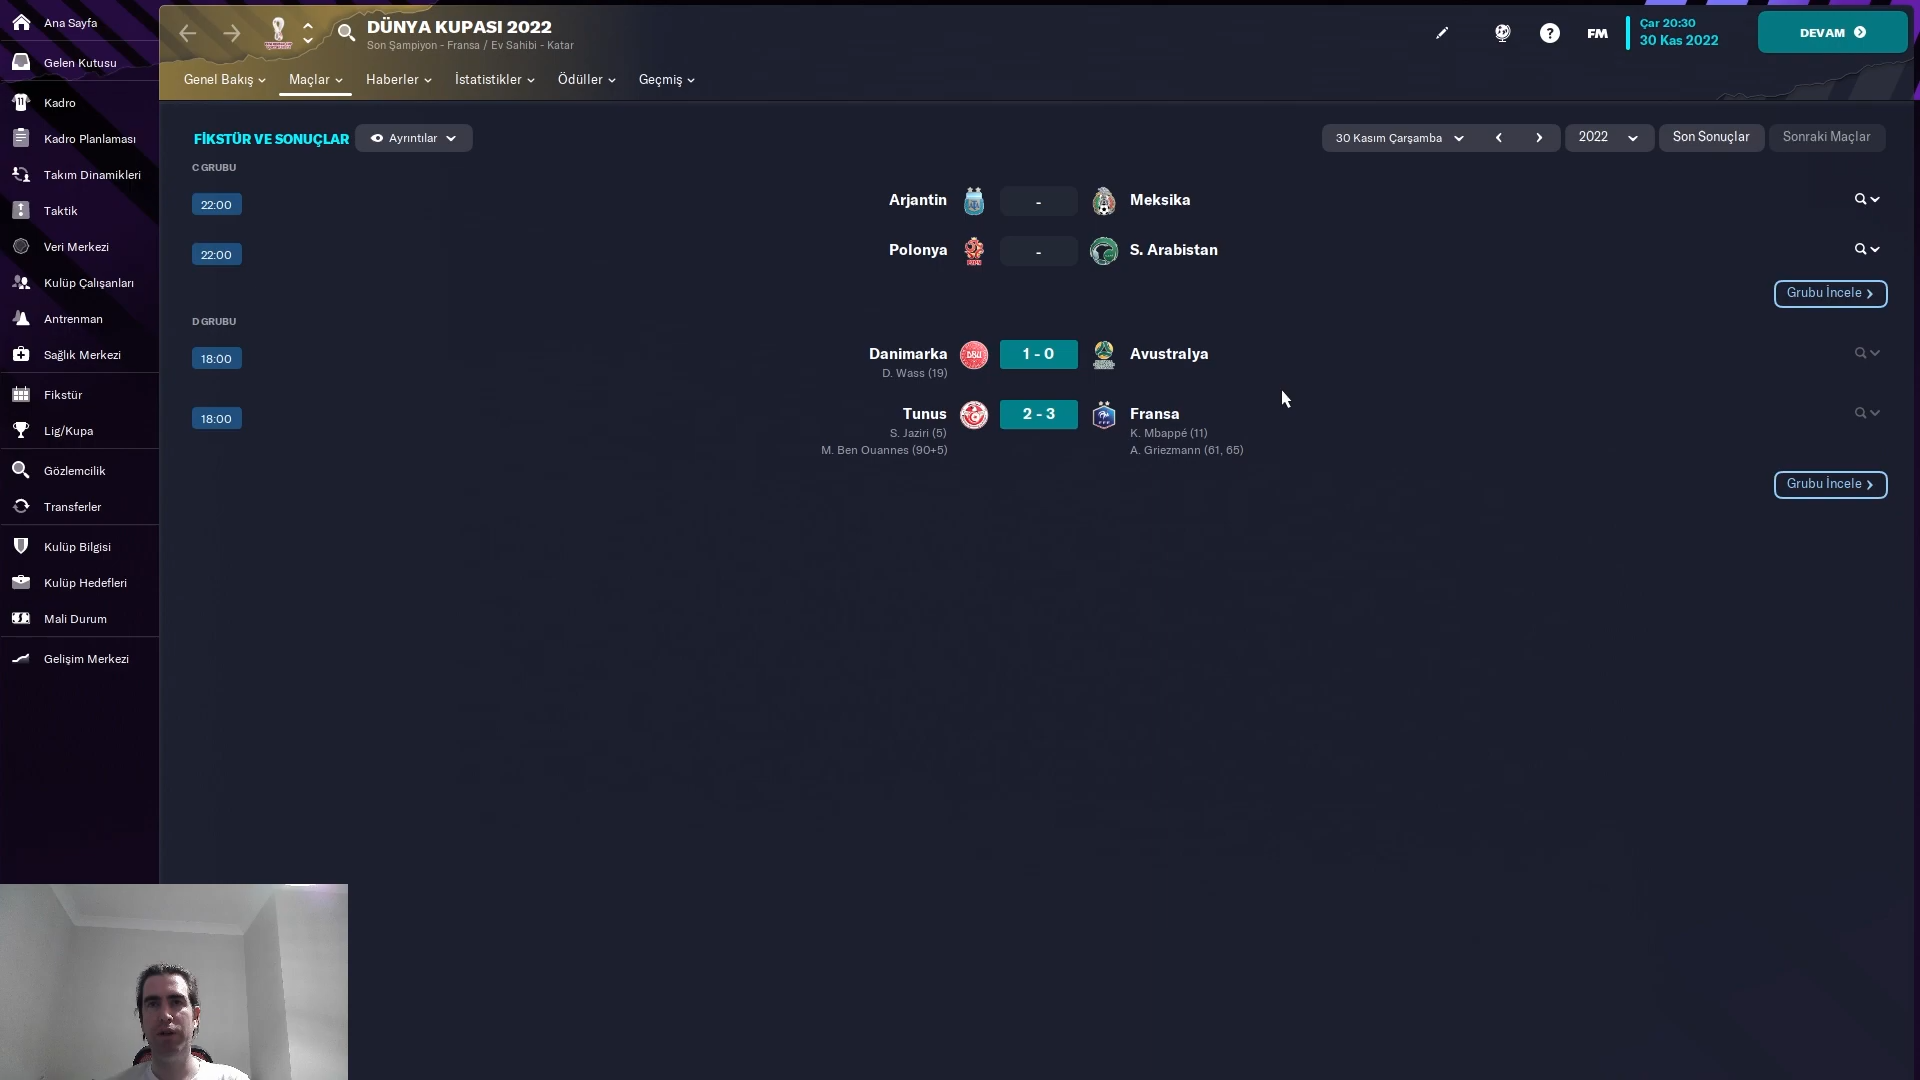 Ana Sayfa
Gelen Kutusu
Kadro
Kadro Planlaması
Takım Dinamikleri
Taktik
Veri Merkezi
Kulüp Çalışanları
Antrenman
Sağlık Merkezi
Fikstür
Lig/Kupa
Gözlemcilik
Transferler
Kulüp Bilgisi
Kulüp Hedefleri
Mali Durum
Gelişim Merkezi
DÜNYA KUPASI 2022
Son Şampiyon - Fransa / Ev Sahibi - Katar
FM
Çar 20:30
30 Kas 2022
DEVAM
Genel Bakış
Maçlar
Haberler
İstatistikler
Ödüller
Geçmiş
FİKSTÜR VE SONUÇLAR
Ayrıntılar
30 Kasım Çarşamba
2022
Son Sonuçlar
Sonraki Maçlar
C GRUBU
22:00 Arjantin - Meksika
22:00 Polonya - S. Arabistan
Grubu İncele
D GRUBU
18:00 Danimarka 1 - 0 Avustralya
D. Wass (19)
18:00 Tunus 2 - 3 Fransa
S. Jaziri (5) K. Mbappé (11)
M. Ben Ouannes (90+5) A. Griezmann (61, 65)
Grubu İncele